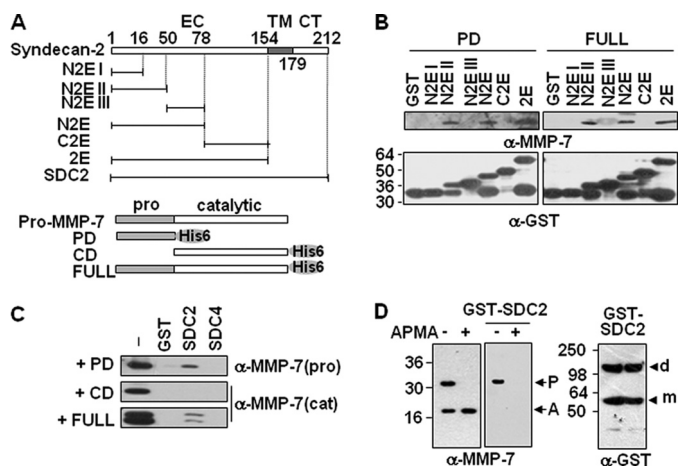 A
EC TM CT
1 16 50 78 154 212
Syndecan-2
179
N2E I
N2E II
N2E III
N2E
C2E
2E
SDC2
pro catalytic
Pro-MMP-7
PD His6
CD His6
FULL His6
B
PD FULL
GST N2E I N2E II N2E III N2E C2E 2E GST N2E I N2E II N2E III N2E C2E 2E
α-MMP-7
64
50
36
30
α-GST
C
– GST SDC2 SDC4
+ PD α-MMP-7(pro)
+ CD
α-MMP-7(cat)
+ FULL
D
GST-SDC2
APMA - + - +
36
30
16
P
A
α-MMP-7
GST-
SDC2
250
98
64
50
d
m
α-GST